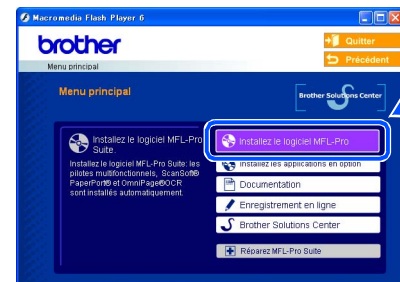 Macromedia Flash Player 6
brother
Quitter
Précédent
Menu principal
Menu principal
Brother Solutions Center
Installez le logiciel MFL-Pro Suite.
Installez le logiciel MFL-Pro Suite: les
pilotes multifonctionnels, ScanSoft®
PaperPort® et OmniPage®OCR
sont installés automatiquement.
Installez le logiciel MFL-Pro
Installez les applications en option
Documentation
Enregistrement en ligne
Brother Solutions Center
Réparez MFL-Pro Suite